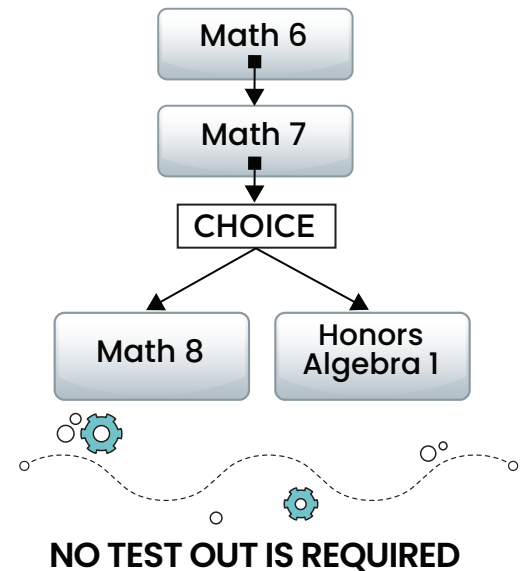 Math 6
Math 7
CHOICE
Math 8
Honors
Algebra 1
NO TEST OUT IS REQUIRED